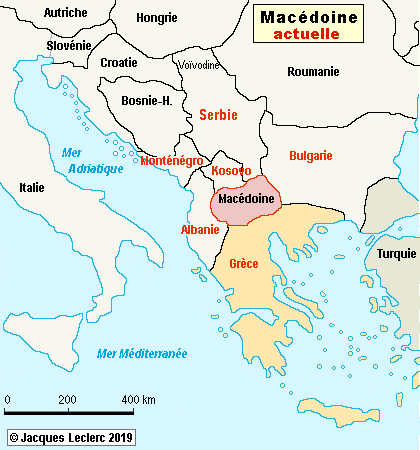 Autriche
Hongrie
Macédoine
actuelle
Slovénie
Croatie
Voïvodine
Roumanie
Bosnie-H.
Serbie
Mer
Adriatique
Monténégro
Kosovo
Bulgarie
Italie
Macédoine
Albanie
Grèce
Turquie
Mer Méditerranée
0 200 400 km
© Jacques Leclerc 2019